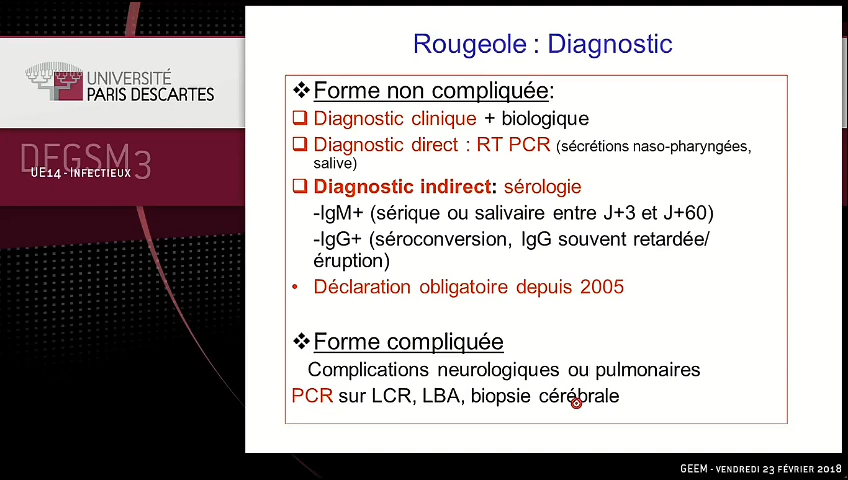 Rougeole : Diagnostic
UNIVERSITÉ
PARIS DESCARTES
DFGSM3
UE14 - Infectieux
❖Forme non compliquée:
❑ Diagnostic clinique + biologique
❑ Diagnostic direct : RT PCR (sécrétions naso-pharyngées,
salive)
❑ Diagnostic indirect: sérologie
-IgM+ (sérique ou salivaire entre J+3 et J+60)
-IgG+ (séroconversion, IgG souvent retardée/
éruption)
• Déclaration obligatoire depuis 2005
❖Forme compliquée
Complications neurologiques ou pulmonaires
PCR sur LCR, LBA, biopsie cérébrale
GEEM - VENDREDI 23 FÉVRIER 2018